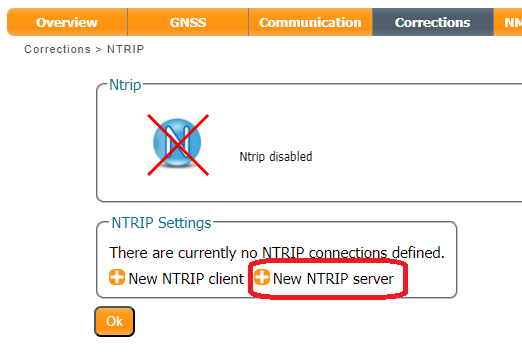 Overview GNSS Communication Corrections NM
Corrections > NTRIP
Ntrip
N
Ntrip disabled
NTRIP Settings
There are currently no NTRIP connections defined.
New NTRIP client New NTRIP server
Ok